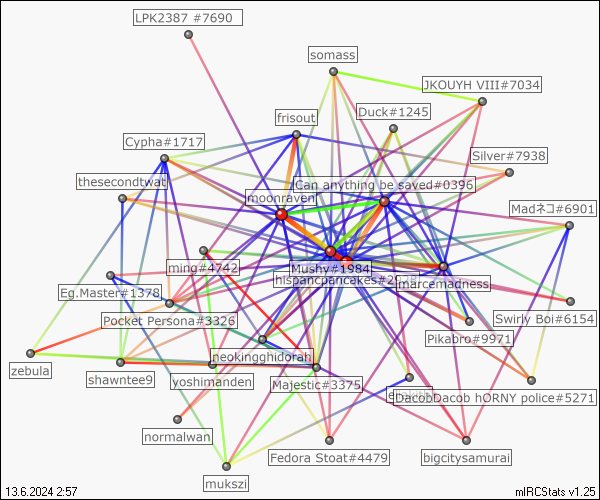 LPK2387 #7690
somass
JKOUYH VIII#7034
frisout
Duck#1245
Cypha#1717
Silver#7938
thesecondtwat
Can anything be saved#0396
moonraven
Madネコ#6901
ming#4742
Mushy#1984
hispancpancakes#2
marcemadness
Eg.Master#1378
Pocket Persona#3326
Swirly Boi#6154
Pikabro#9971
neokingghidorah
zebula
shawntee9
yoshimanden
Majestic#3375
DacobDacob hORNY police#5271
normalwan
Fedora Stoat#4479
bigcitysamurai
mukszi
13.6.2024 2:57
mIRCStats v1.25